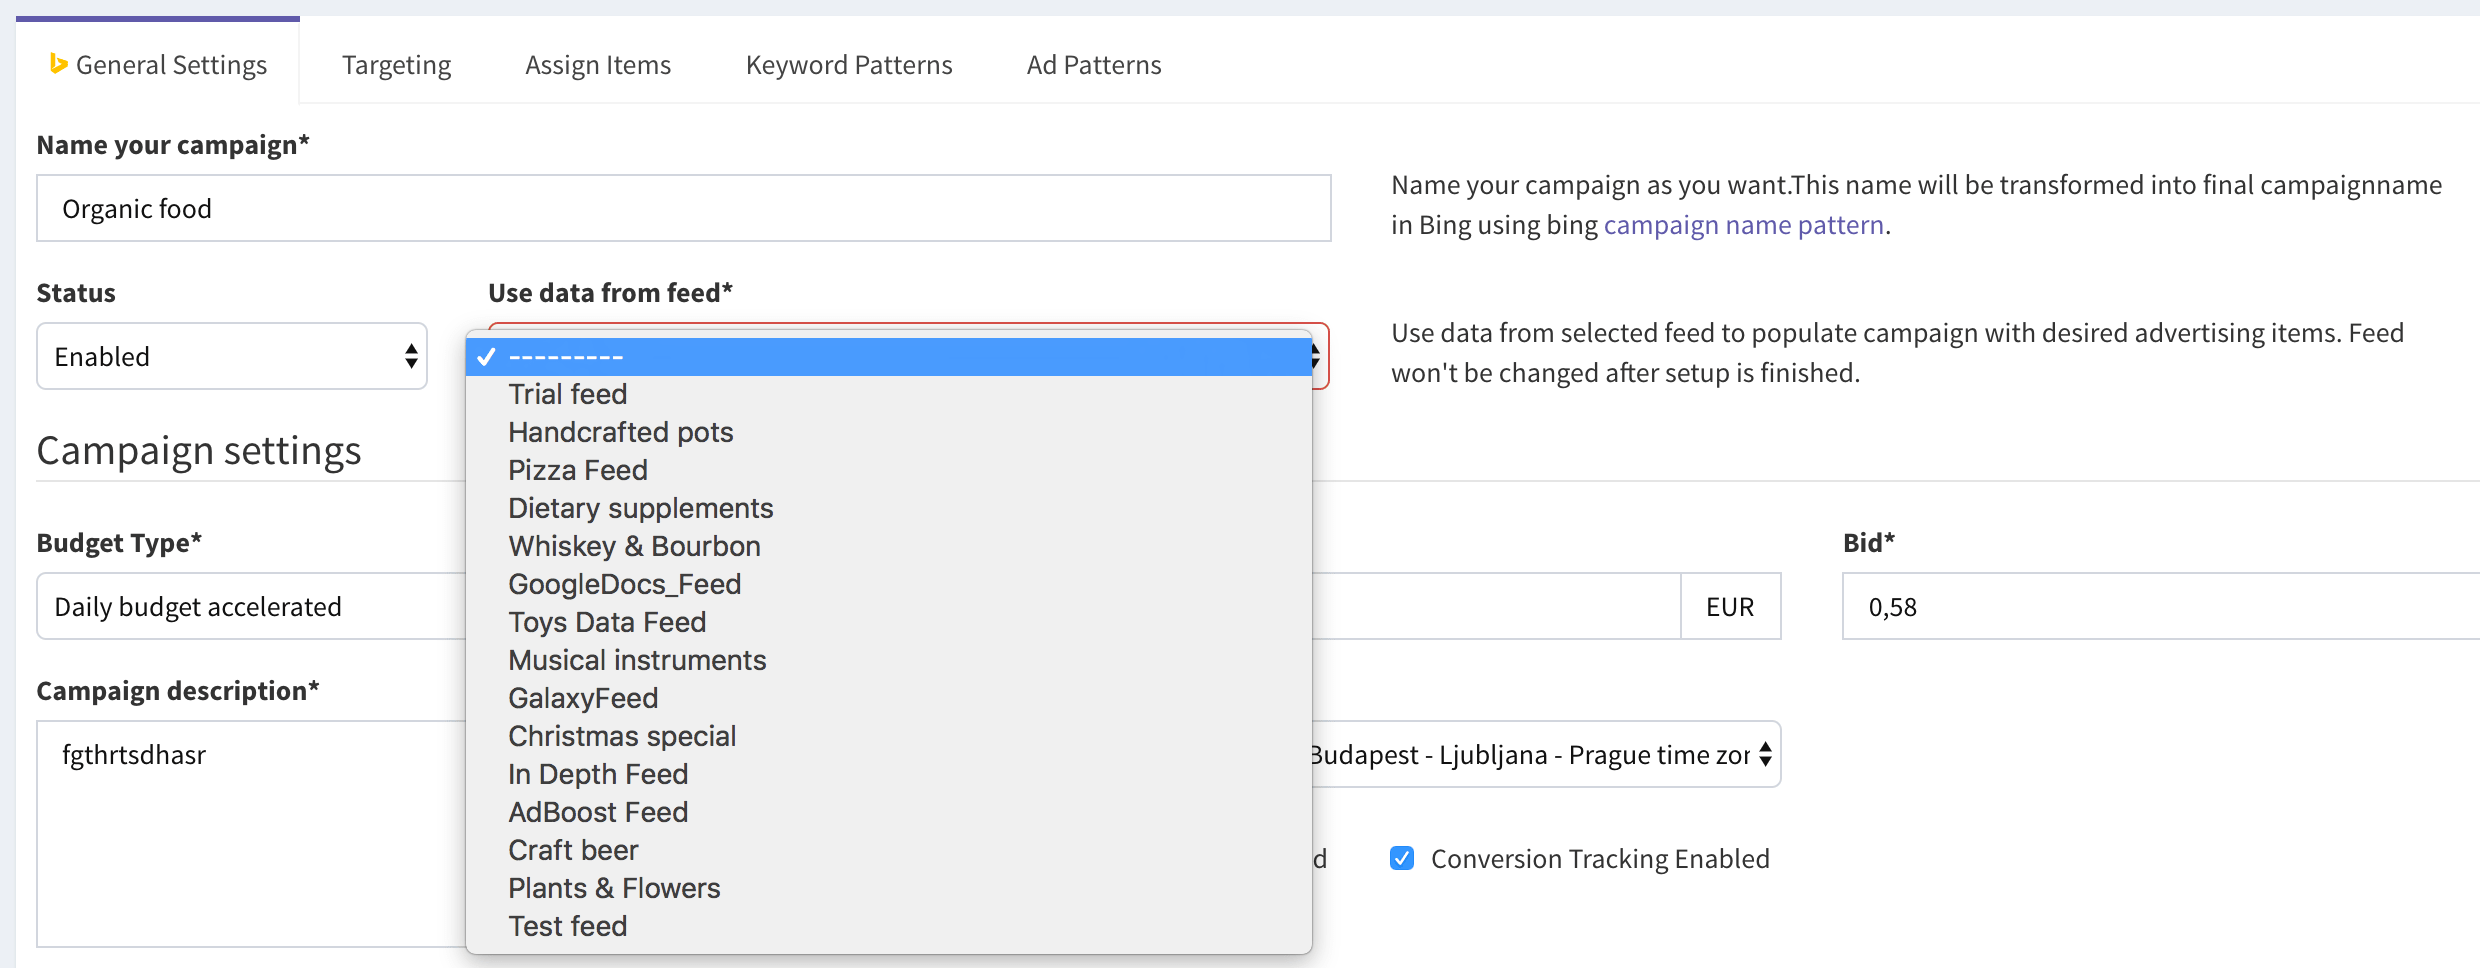 General Settings
Targeting
Assign Items
Keyword Patterns
Ad Patterns
Name your campaign*
Organic food
Name your campaign as you want.This name will be transformed into final campaignname
in Bing using bing campaign name pattern.
Status
Use data from feed*
Enabled
---------
Use data from selected feed to populate campaign with desired advertising items. Feed
won't be changed after setup is finished.
Trial feed
Handcrafted pots
Pizza Feed
Dietary supplements
Whiskey & Bourbon
GoogleDocs_Feed
Toys Data Feed
Musical instruments
GalaxyFeed
Christmas special
In Depth Feed
AdBoost Feed
Craft beer
Plants & Flowers
Test feed
Campaign settings
Budget Type*
Bid*
Daily budget accelerated
EUR
0,58
Campaign description*
fgthrtsdhasr
Budapest - Ljubljana - Prague time zor
d
Conversion Tracking Enabled